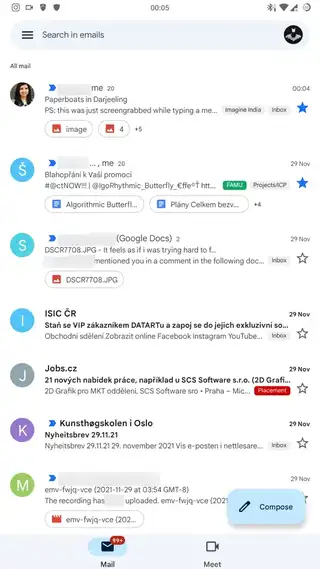 00:05
Search in emails
All mail
me 20
00:04
Paperboats in Darjeeling
PS: this was just screengrabbed while typing a me...
Imagine India
Inbox
image
4
+5
Š
... , me 20
29 Nov
Blahopřání k Vaší promoci
#@ctNOW!!! | @IgoRhythmic_Butterfly_€ffeºT htt...
FAMU
Projects/ICP
Algorithmic Butterfl...
Plány Celkem bezv...
+4
S
(Google Docs) 2
29 Nov
DSCR7708.JPG - It feels as if i was trying hard to f...
mentioned you in a comment in the following doc...
Inbox
DSCR7708.JPG
I
ISIC ČR
29 Nov
Staň se VIP zákazníkem DATARTu a zapoj se do jejich exkluzivní so...
Obchodní sdělení Zobrazit online Facebook Instagram YouTube...
Inbox
J
Jobs.cz
29 Nov
21 nových nabídek práce, například u SCS Software s.r.o. (2D Grafi...
2D Grafik pro MKT oddělení, SCS Software sro • Praha – Mic...
Placement
K
Kunsthøgskolen i Oslo
29 Nov
Nyheitsbrev 29.11.21
Nyheitsbrev 29.11.21 29. november 2021 Vis e-posten i nettlesare...
Inbox
M
29 Nov
emv-fwjq-vce (2021-11-29 at 03:54 GMT-8)
The recording has uploaded. emv-fwjq-vce (2021-
emv-fwjq-vce (202...
Compose
99+
Mail
Meet